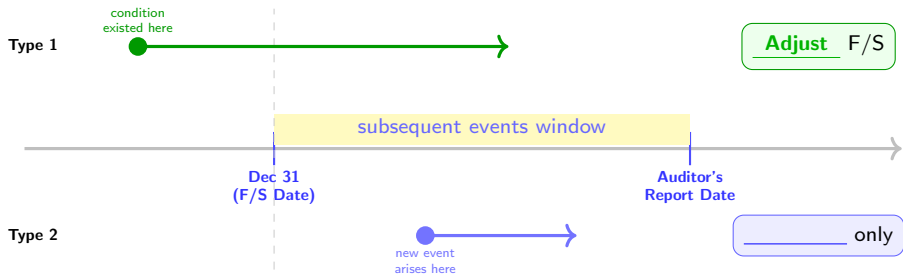 condition
existed here
Type 1
Adjust F/S
subsequent events window
Dec 31
(F/S Date)
Auditor's
Report Date
Type 2
new event
arises here
________ only